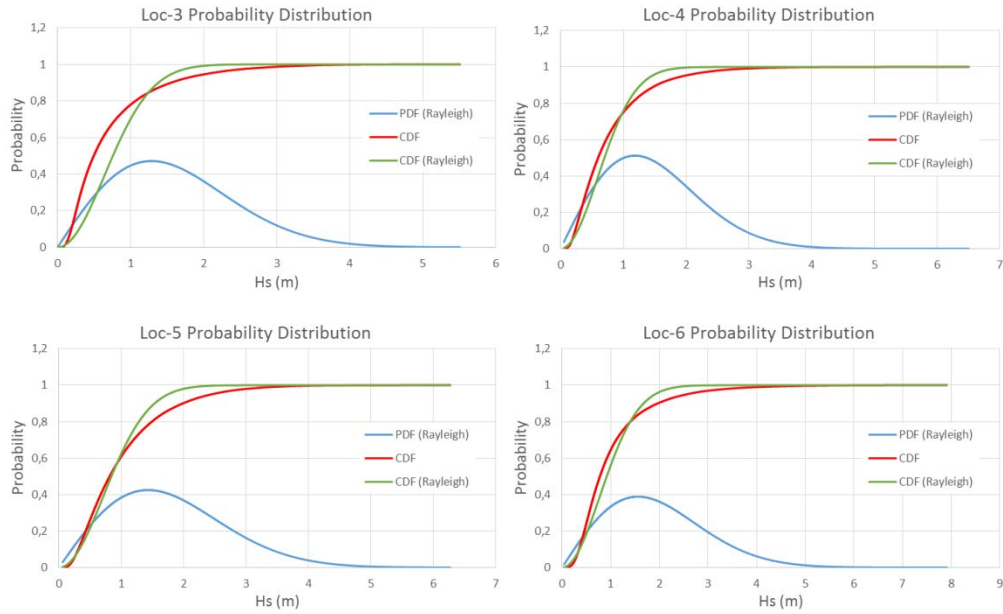 Loc-3 Probability Distribution
1,2
1
0,8
0,6
0,4
0,2
0
Probability
PDF (Rayleigh)
CDF
CDF (Rayleigh)
0 1 2 3 4 5 6
Hs (m)
Loc-4 Probability Distribution
1,2
1
0,8
0,6
0,4
0,2
0
Probability
PDF (Rayleigh)
CDF
CDF (Rayleigh)
0 1 2 3 4 5 6 7
Hs (m)
Loc-5 Probability Distribution
1,2
1
0,8
0,6
0,4
0,2
0
Probability
PDF (Rayleigh)
CDF
CDF (Rayleigh)
0 1 2 3 4 5 6 7
Hs (m)
Loc-6 Probability Distribution
1,2
1
0,8
0,6
0,4
0,2
0
Probability
PDF (Rayleigh)
CDF
CDF (Rayleigh)
0 1 2 3 4 5 6 7 8 9
Hs (m)